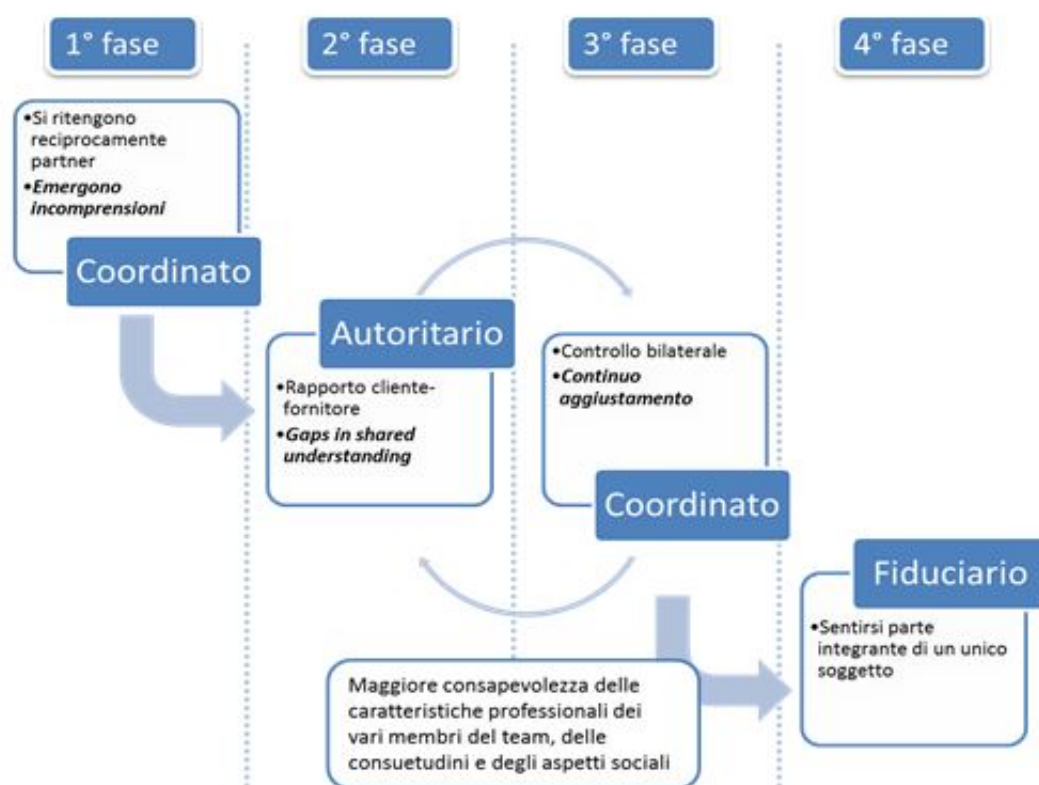 1° fase
2° fase
3° fase
4° fase
•Si ritengono
reciprocamente
partner
•Emergono
incomprensioni
Coordinato
Autoritario
•Rapporto cliente-
fornitore
•Gaps in shared
understanding
•Controllo bilaterale
•Continuo
aggiustamento
Coordinato
Fiduciario
•Sentirsi parte
integrante di un unico
soggetto
Maggiore consapevolezza delle
caratteristiche professionali dei
vari membri del team, delle
consuetudini e degli aspetti sociali